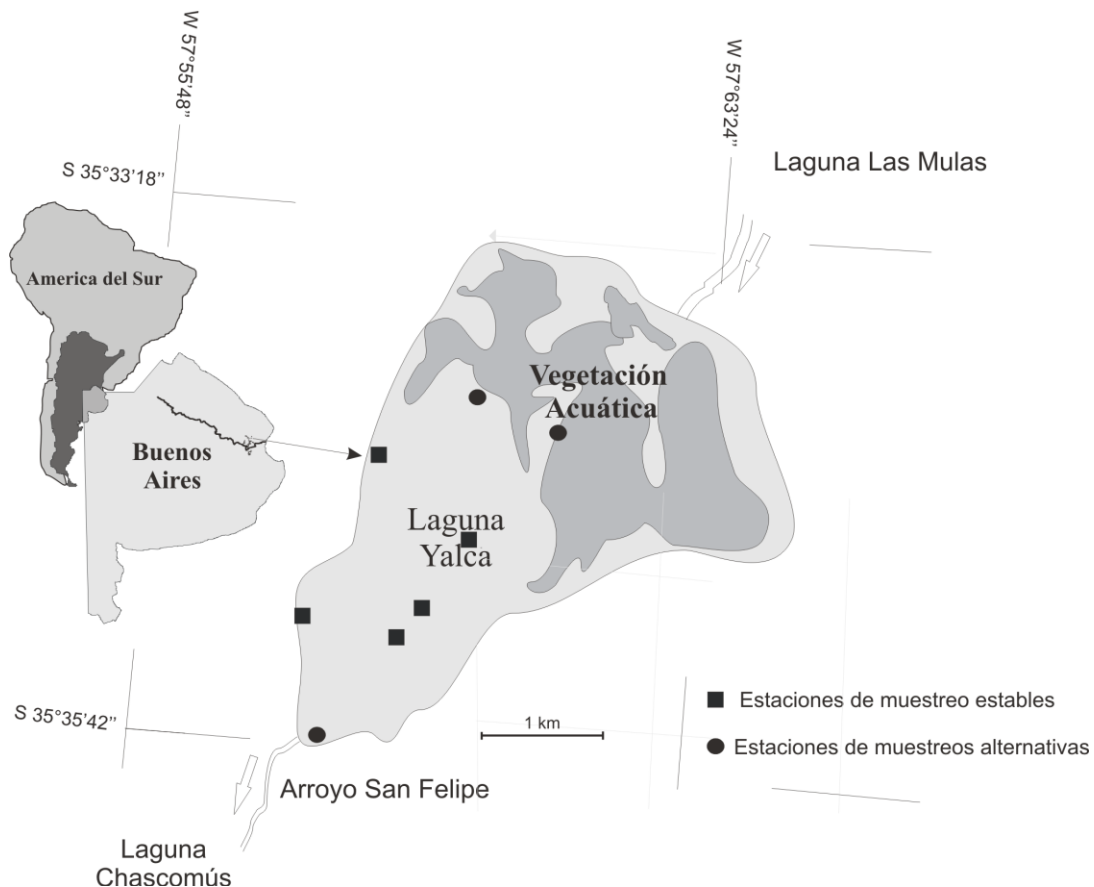 W 57°55'48''
W 57°63'24''
Laguna Las Mulas
S 35°33'18''
America del Sur
Vegetación
Acuática
Buenos
Aires
Laguna
Yalca
Estaciones de muestreo estables
S 35°35'42''
1 km
Estaciones de muestreos alternativas
Arroyo San Felipe
Laguna
Chascomús